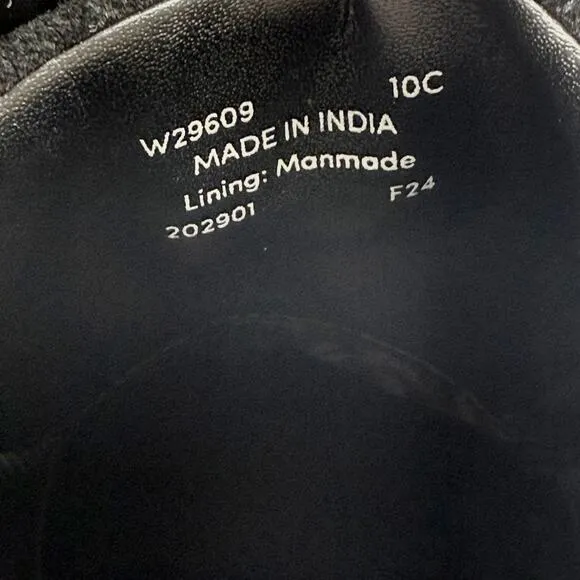 W29609 10C
MADE IN INDIA
Lining: Manmade
202901 F24